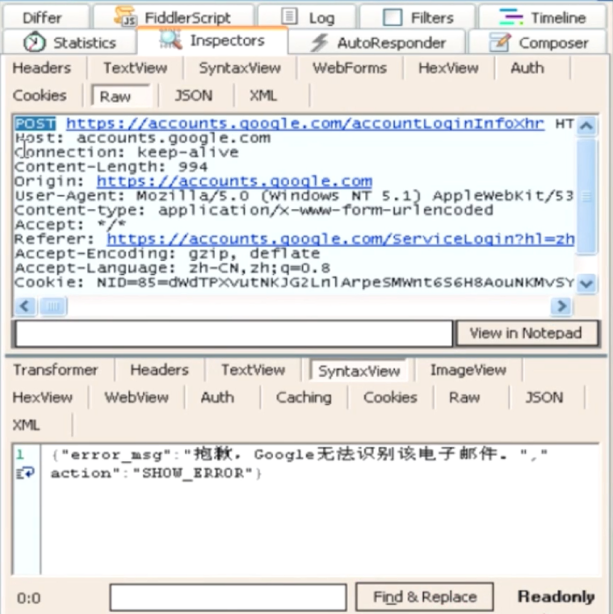 Differ FiddlerScript Log Filters Timeline
Statistics Inspectors AutoResponder Composer
Headers TextView SyntaxView WebForms HexView Auth
Cookies Raw JSON XML
POST https://accounts.google.com/accountLoginInfoXhr HT
Host: accounts.google.com
Connection: keep-alive
Content-Length: 994
Origin: https://accounts.google.com
User-Agent: Mozilla/5.0 (Windows NT 5.1) AppleWebKit/53
Content-type: application/x-www-form-urlencoded
Accept: */*
Referer: https://accounts.google.com/ServiceLogin?hl=zh
Accept-Encoding: gzip, deflate
Accept-Language: zh-CN,zh;q=0.8
Cookie: NID=85=
View in Notepad
Transformer Headers TextView SyntaxView ImageView
HexView WebView Auth Caching Cookies Raw JSON
XML
1 {"error_msg":"抱歉，Google无法识别该电子邮件。","
action":"SHOW_ERROR"}
0:0 Find & Replace Readonly